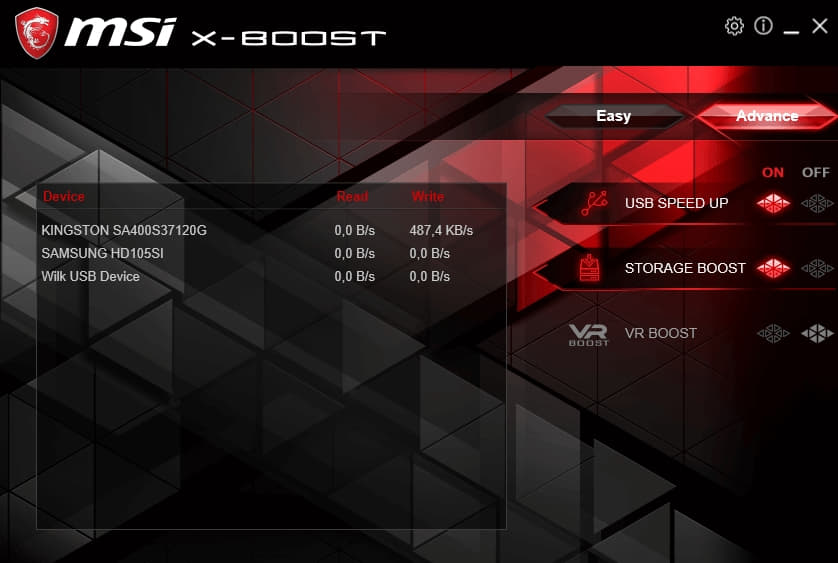 msi X-BOOST
Easy Advance
ON OFF
Device Read Write
KINGSTON SA400S37120G 0,0 B/s 487,4 KB/s
SAMSUNG HD105SI 0,0 B/s 0,0 B/s
Wilk USB Device 0,0 B/s 0,0 B/s
USB SPEED UP
STORAGE BOOST
VR BOOST VR BOOST